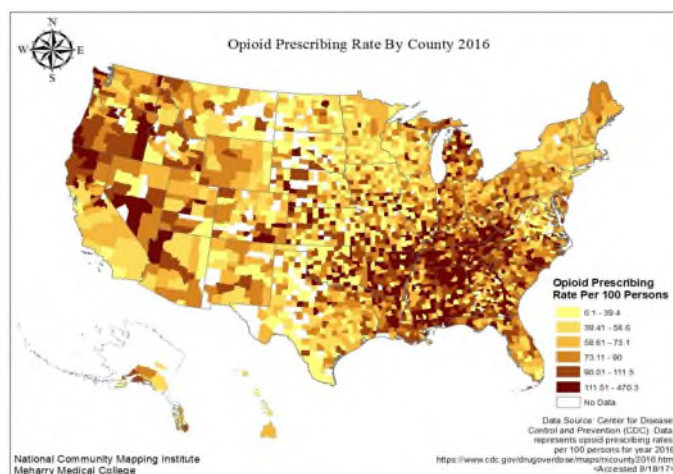 N
W E
S
Opioid Prescribing Rate By County 2016
Opioid Prescribing
Rate Per 100 Persons
6.1 - 39.4
39.41 - 56.6
56.61 - 73.1
73.11 - 90
90.01 - 111.5
111.51 - 470.3
No Data
Data Source: Center for Disease
Control and Prevention (CDC). Data
represents opioid prescribing rates
per 100 persons for year 2016
https://www.cdc.gov/drugoverdose/maps/rxcounty2016.html
<Accessed 8/18/17>
National Community Mapping Institute
Meharry Medical College